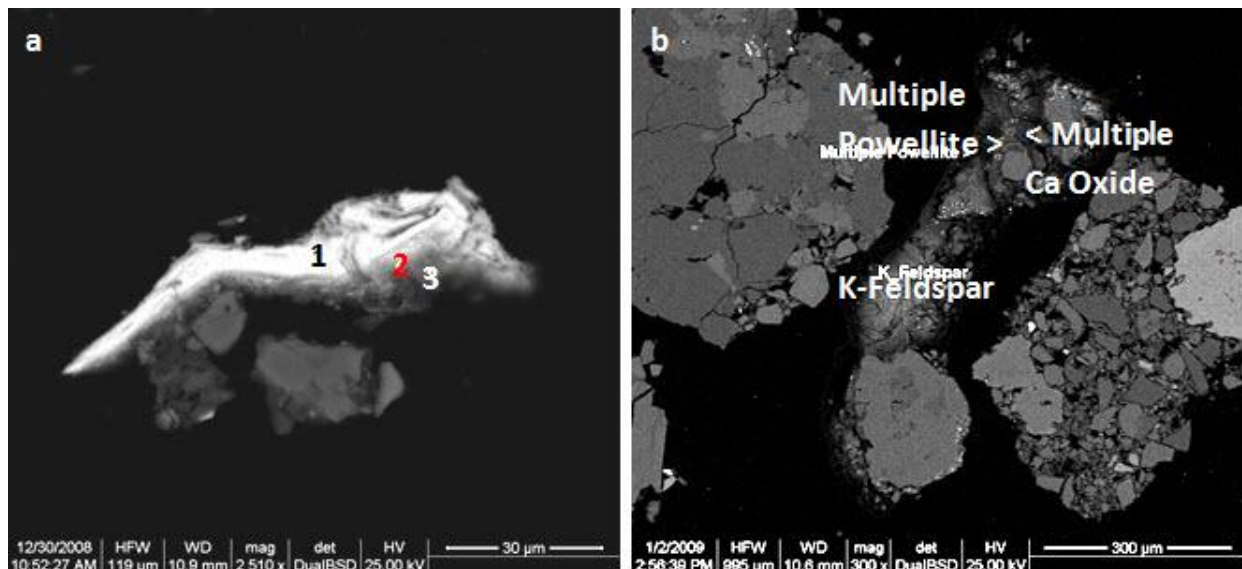 a
1
2
3
12/30/2008 HFW WD mag det HV 30 µm
10:52:27 AM 119 µm 10.9 mm 2,510 x DualBSD 25.00 kV
b
Multiple
Powellite > < Multiple
Multiple Powellite >
Ca Oxide
K_Feldspar
K-Feldspar
1/2/2009 HFW WD mag det HV 300 µm
2:56:39 PM 995 µm 10.6 mm 300 x DualBSD 25.00 kV